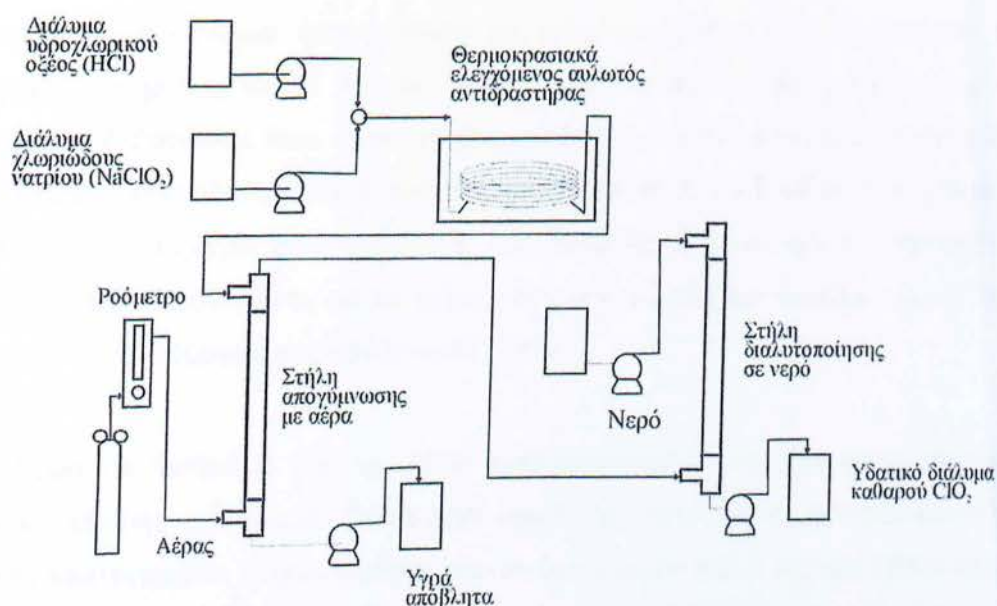 Διάλυμα
υδροχλωρικού
οξέος (HCl)
Θερμοκρασιακά
ελεγχόμενος αυλωτός
αντιδραστήρας
Διάλυμα
χλωριώδους
νατρίου (NaClO₂)
Ροόμετρο
Στήλη
απογύμνωσης
με αέρα
Στήλη
διαλυτοποίησης
σε νερό
Νερό
Υδατικό διάλυμα
καθαρού ClO₂
Αέρας
Υγρά
απόβλητα